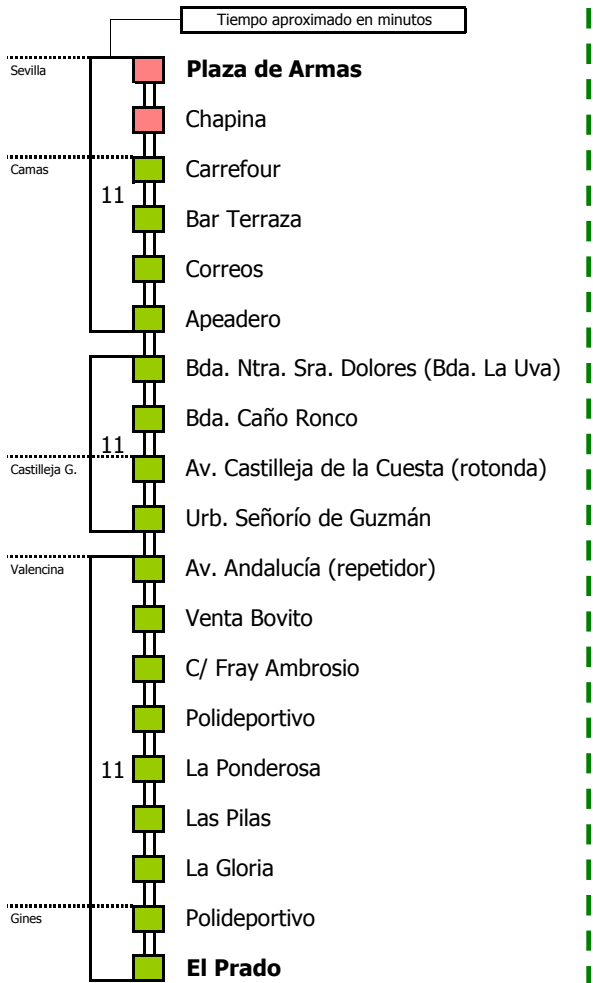 Tiempo aproximado en minutos
Sevilla
Plaza de Armas
Chapina
Camas
Carrefour
11
Bar Terraza
Correos
Apeadero
Bda. Ntra. Sra. Dolores (Bda. La Uva)
Bda. Caño Ronco
11
Castilleja G.
Av. Castilleja de la Cuesta (rotonda)
Urb. Señorío de Guzmán
Valencina
Av. Andalucía (repetidor)
Venta Bovito
C/ Fray Ambrosio
Polideportivo
11
La Ponderosa
Las Pilas
La Gloria
Gines
Polideportivo
El Prado